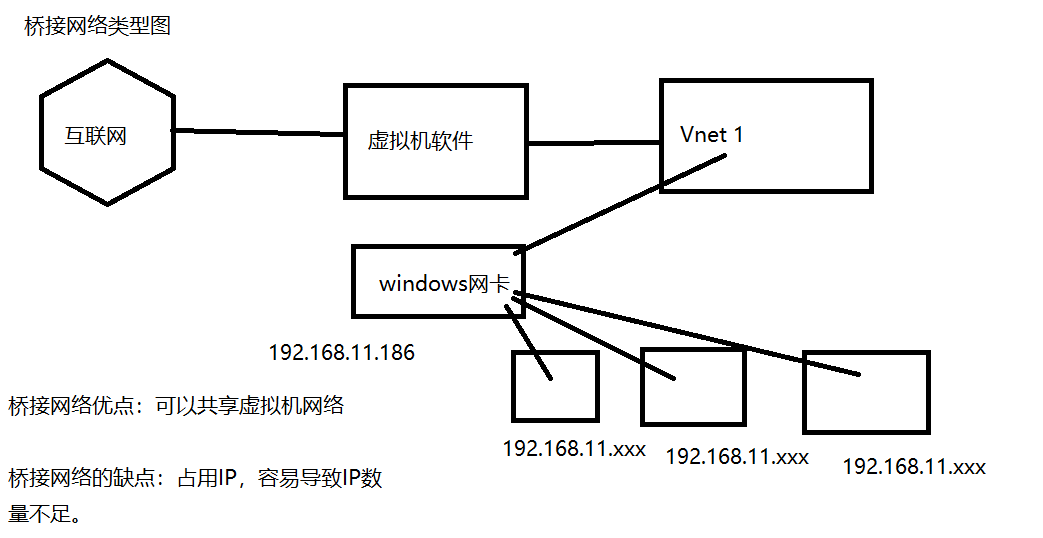 桥接网络类型图
互联网
虚拟机软件
Vnet 1
windows网卡
192.168.11.186
192.168.11.xxx
192.168.11.xxx
192.168.11.xxx
桥接网络优点：可以共享虚拟机网络
桥接网络的缺点：占用IP，容易导致IP数
量不足。